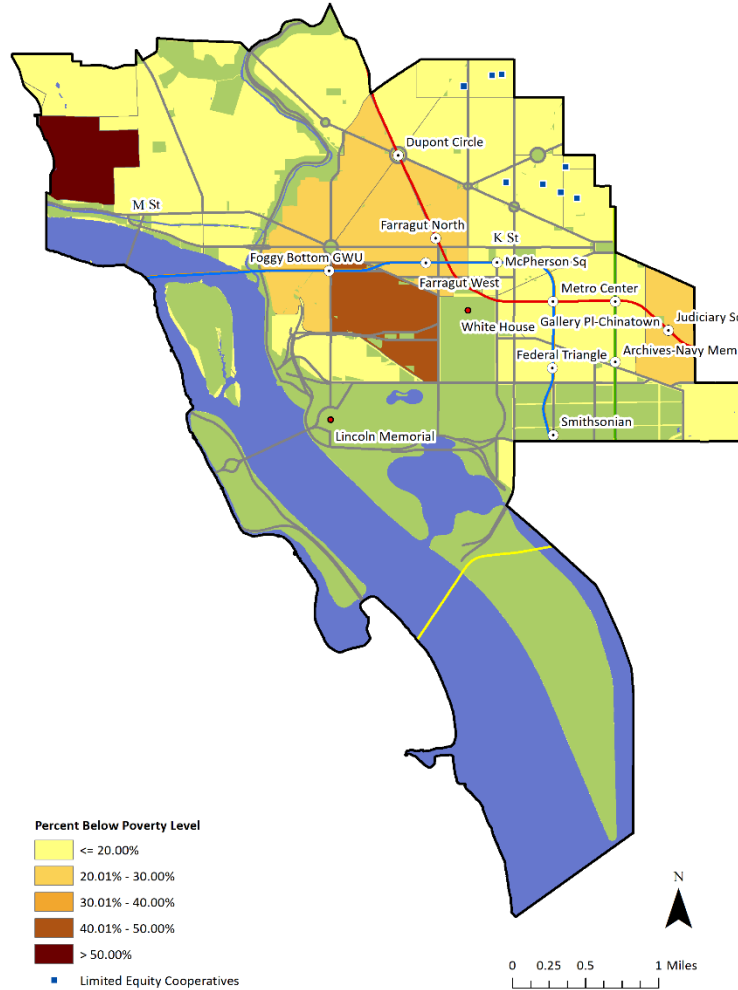 Dupont Circle
M St
Farragut North
K St
Foggy Bottom GWU
McPherson Sq
Farragut West
Metro Center
White House
Gallery Pl-Chinatown
Judiciary Sq
Federal Triangle
Archives-Navy Mem
Smithsonian
Lincoln Memorial
Percent Below Poverty Level
<= 20.00%
20.01% - 30.00%
30.01% - 40.00%
40.01% - 50.00%
> 50.00%
Limited Equity Cooperatives
N
0 0.25 0.5 1 Miles